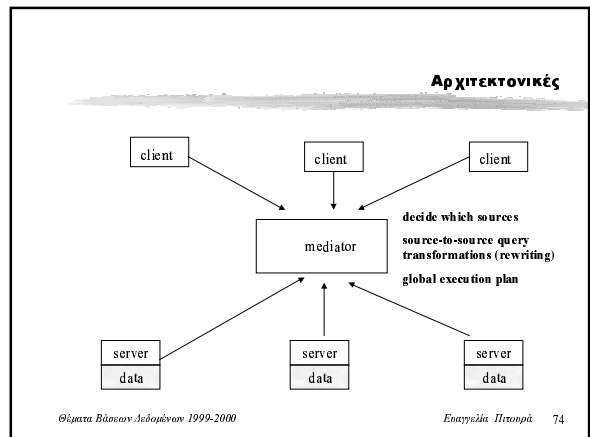 Αρχιτεκτονικές
client
client
client
mediator
decide which sources
source-to-source query
transformations (rewriting)
global execution plan
server
data
server
data
server
data
Θέματα Βάσεων Δεδομένων 1999-2000
Ευαγγελία Πιτουρά
74